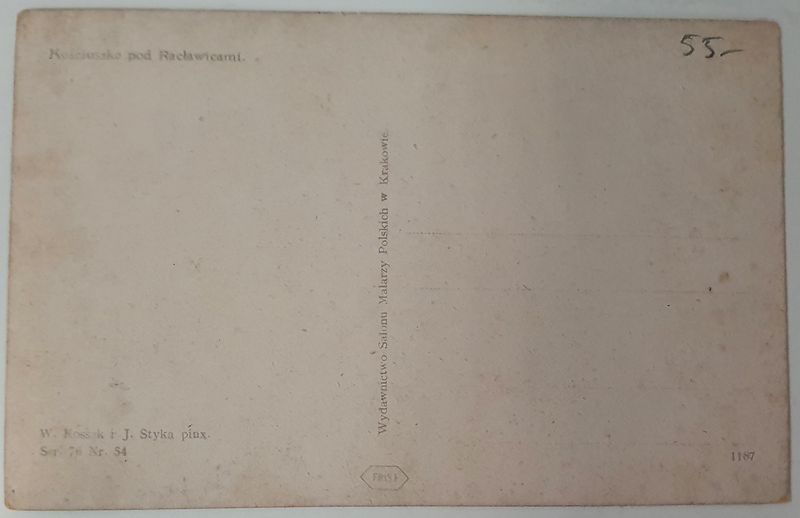 Kościuszko pod Racławicami.
55-
Wydawnictwo Salonu Malarzy Polskich w Krakowie.
W. Kossak i J. Styka pinx.
Ser. 76 Nr. 54
1187